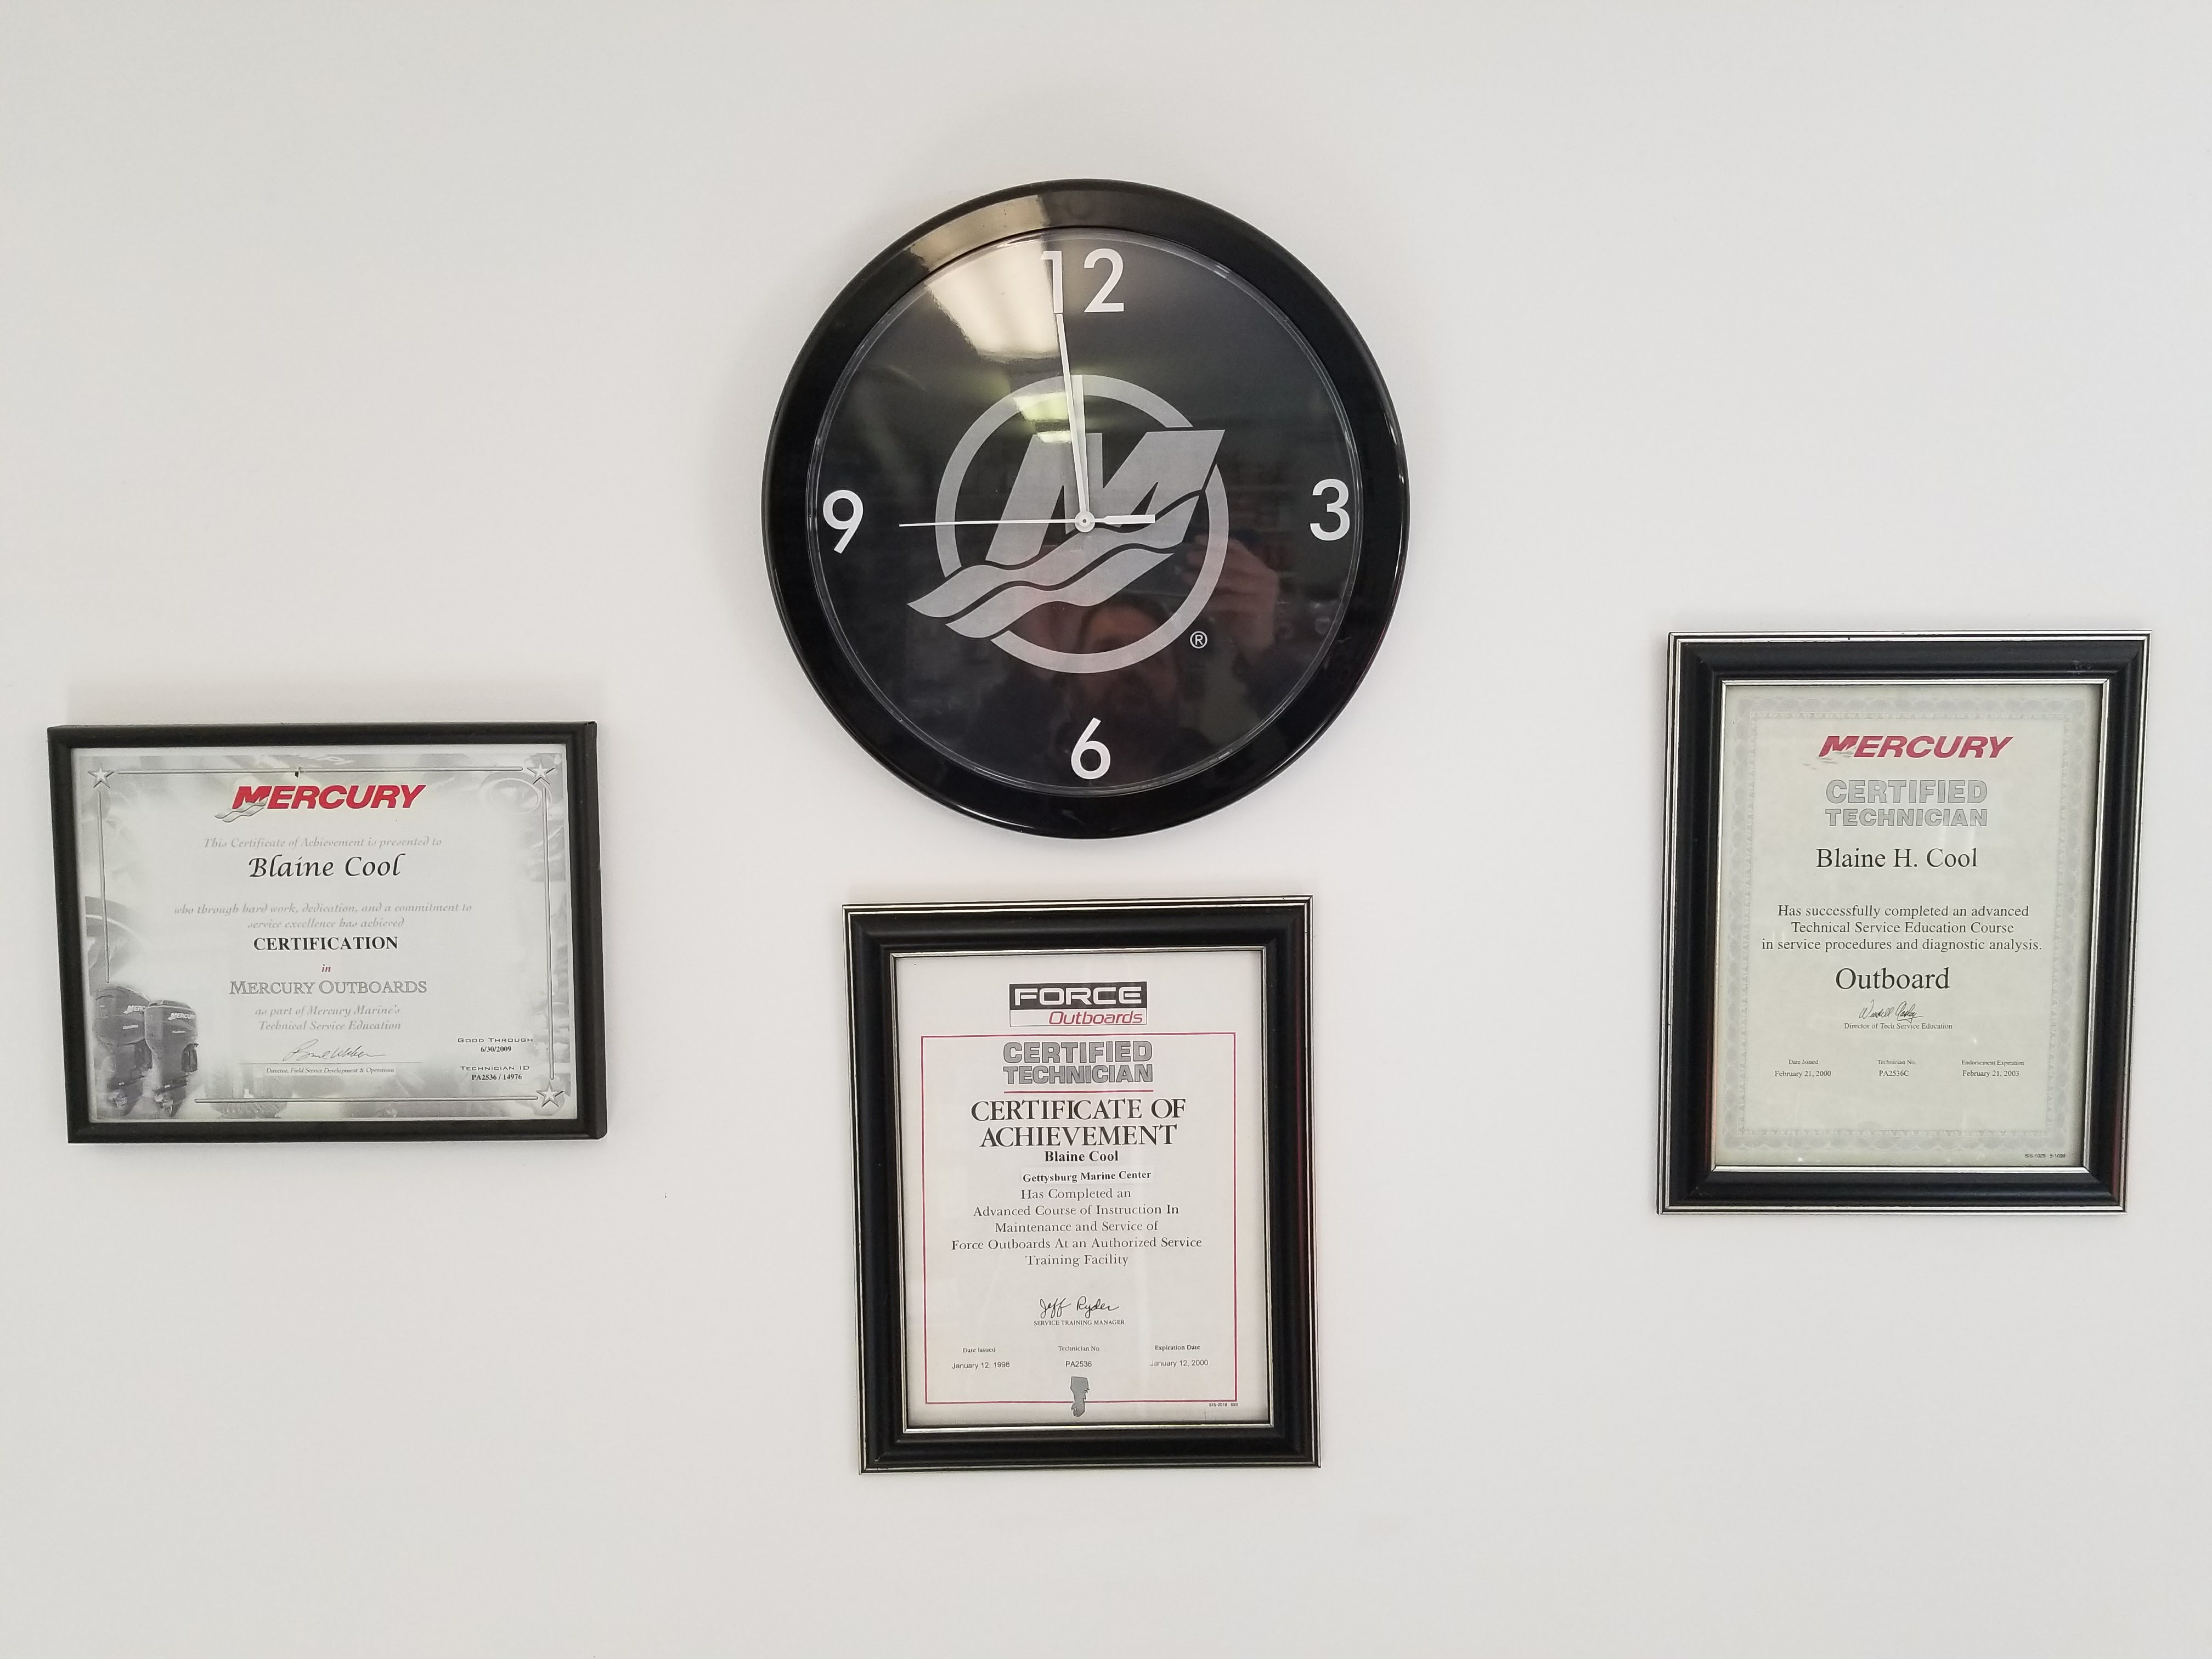 12
9
3
6
®
MERCURY
This Certificate of Achievement is presented to
Blaine Cool
who through hard work, dedication, and a commitment to
service excellence has achieved
CERTIFICATION
in
MERCURY OUTBOARDS
as part of Mercury Marine's
Technical Service Education
Director, Field Service Development & Operations
GOOD THROUGH
6/30/2009
TECHNICIAN ID
PA2536 / 14976
FORCE
Outboards
CERTIFIED
TECHNICIAN
CERTIFICATE OF
ACHIEVEMENT
Blaine Cool
Gettysburg Marine Center
Has Completed an
Advanced Course of Instruction In
Maintenance and Service of
Force Outboards At an Authorized Service
Training Facility
Jeff Ryder
SERVICE TRAINING MANAGER
Date Issued
January 12, 1998
Technician No.
PA2536
Expiration Date
January 12, 2000
MERCURY
CERTIFIED
TECHNICIAN
Blaine H. Cool
Has successfully completed an advanced
Technical Service Education Course
in service procedures and diagnostic analysis.
Outboard
Director of Tech Service Education
Date Issued
February 21, 2000
Technician No.
PA2536C
Endorsement Expiration
February 21, 2003